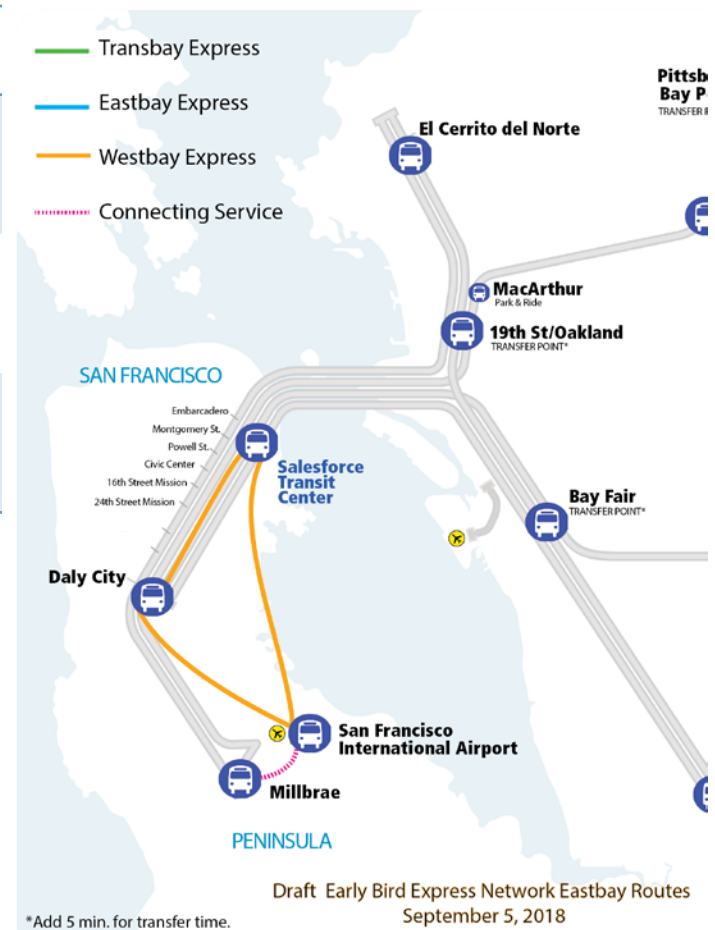 Transbay Express
Eastbay Express
Westbay Express
Connecting Service
El Cerrito del Norte
MacArthur
Park & Ride
19th St/Oakland
TRANSFER POINT*
SAN FRANCISCO
Embarcadero
Montgomery St.
Powell St.
Civic Center
16th Street Mission
24th Street Mission
Salesforce
Transit
Center
Bay Fair
TRANSFER POINT*
Daly City
San Francisco
International Airport
Millbrae
PENINSULA
Draft Early Bird Express Network Eastbay Routes
September 5, 2018
*Add 5 min. for transfer time.
Bay
TRANSFER